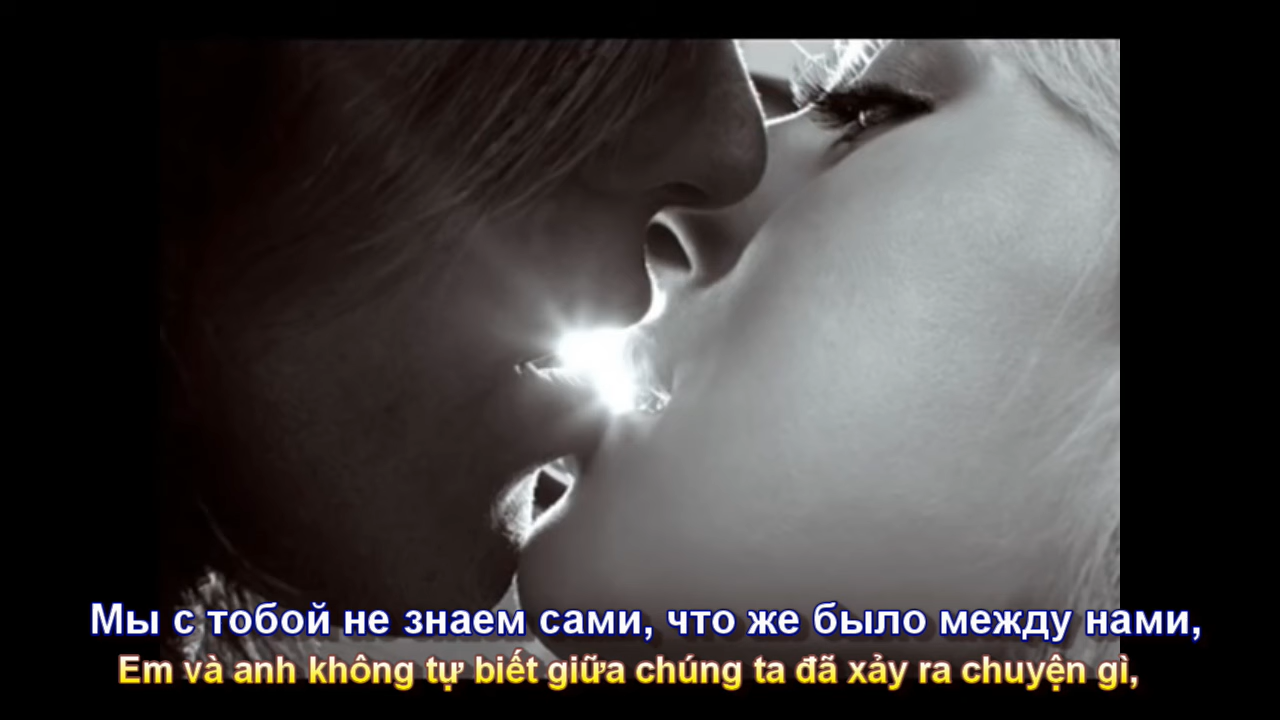 Мы с тобой не знаем сами, что же было между нами,
Em và anh không tự biết giữa chúng ta đã xảy ra chuyện gì,